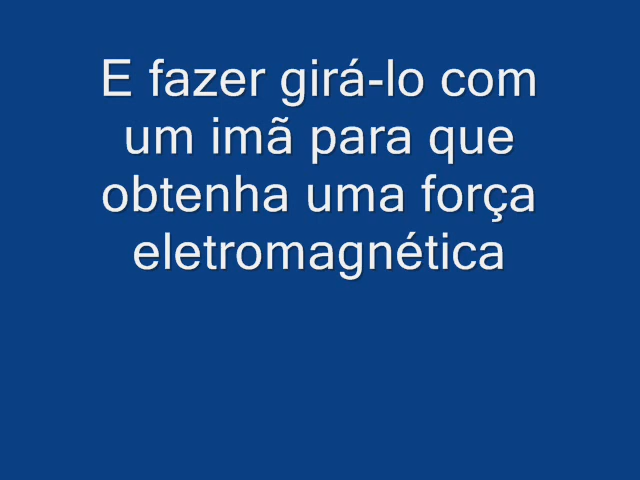 E fazer girá-lo com
um imã para que
obtenha uma força
eletromagnética